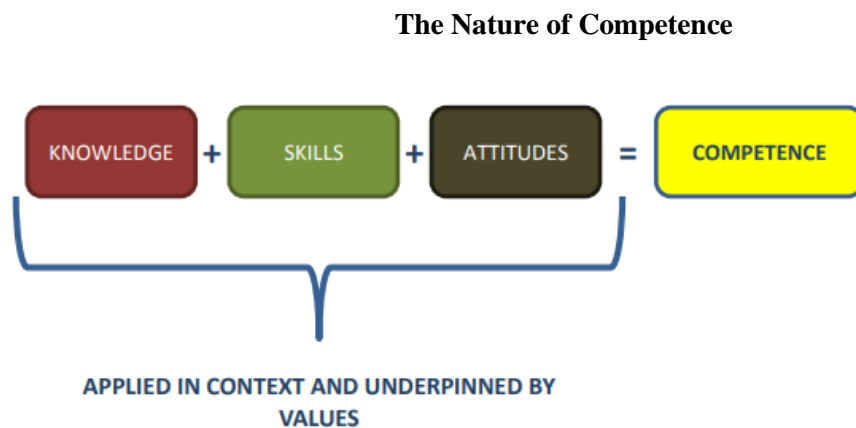 The Nature of Competence
KNOWLEDGE + SKILLS + ATTITUDES = COMPETENCE
APPLIED IN CONTEXT AND UNDERPINNED BY
VALUES